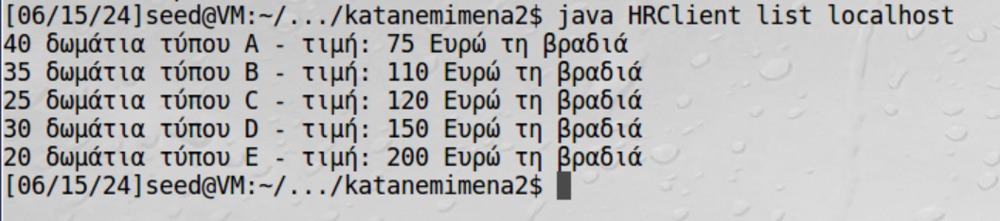 [06/15/24]seed@VM:~/.../katanemimena2$ java HRClient list localhost
40 δωμάτια τύπου A - τιμή: 75 Ευρώ τη βραδιά
35 δωμάτια τύπου B - τιμή: 110 Ευρώ τη βραδιά
25 δωμάτια τύπου C - τιμή: 120 Ευρώ τη βραδιά
30 δωμάτια τύπου D - τιμή: 150 Ευρώ τη βραδιά
20 δωμάτια τύπου E - τιμή: 200 Ευρώ τη βραδιά
[06/15/24]seed@VM:~/.../katanemimena2$